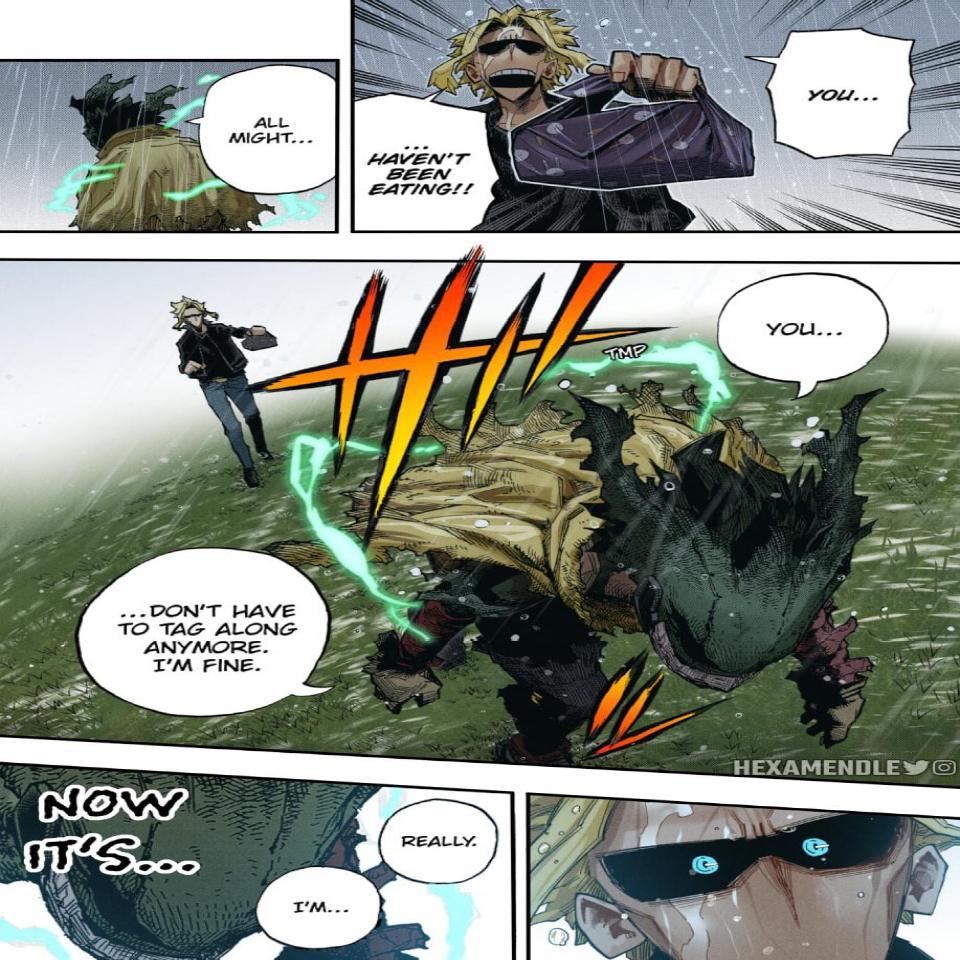 YOU...
...
HAVEN'T
BEEN
EATING!!
ALL
MIGHT...
YOU...
TMP
...DON'T HAVE
TO TAG ALONG
ANYMORE.
I'M FINE.
HEXAMENDLE
REALLY.
I'M...
NOW
IT'S...